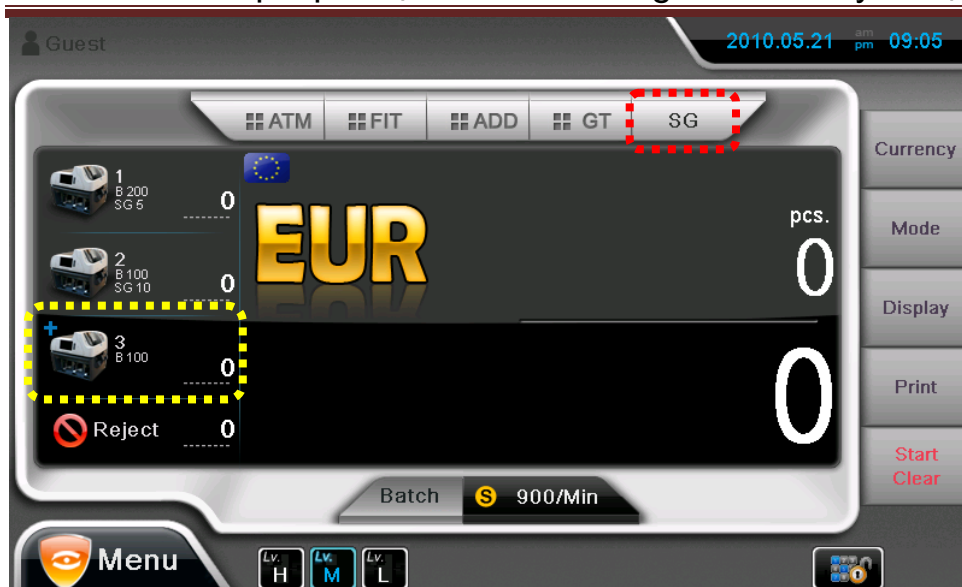 Guest
2010.05.21 am pm 09:05
ATM FIT ADD GT SG
1
B 200
SG 5
0
2
B 100
SG 10
0
3
B 100
0
Reject 0
EUR
pcs.
0
0
Currency
Mode
Display
Print
Start
Clear
Batch S 900/Min
Menu
Lv. H Lv. M Lv. L